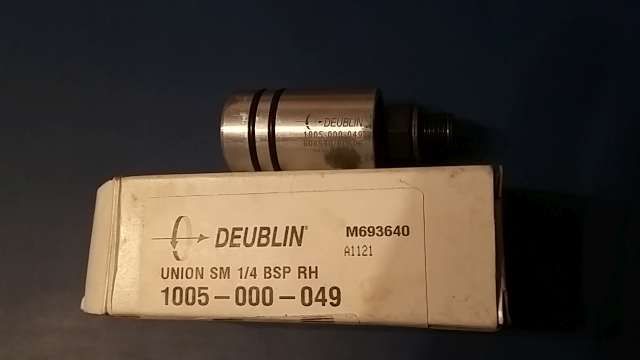 DEUBLIN
1005-000-049
DEUBLIN
M693640
A1121
UNION SM 1/4 BSP RH
1005-000-049